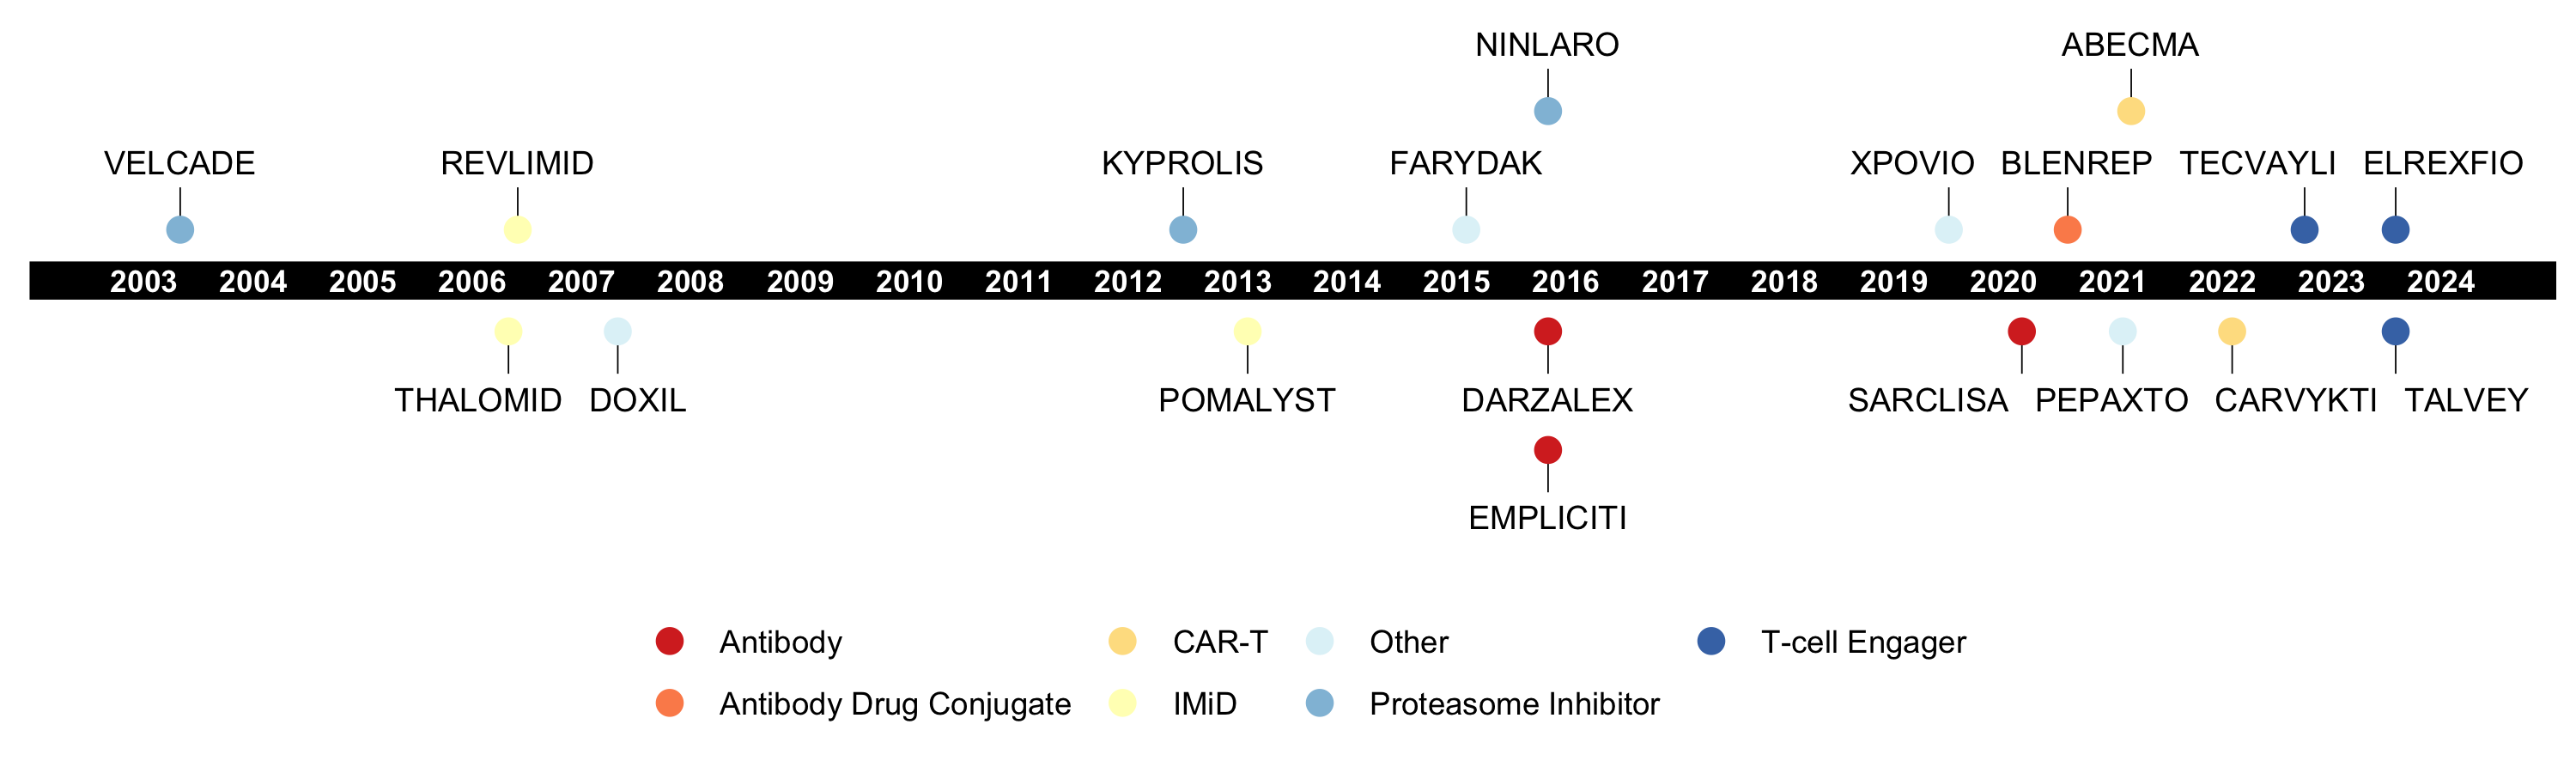 NINLARO ABECMA
VELCADE REVLIMID KYPROLIS FARYDAK XPOVIO BLENREP TECVAYLI ELREXFIO
2003 2004 2005 2006 2007 2008 2009 2010 2011 2012 2013 2014 2015 2016 2017 2018 2019 2020 2021 2022 2023 2024
THALOMID DOXIL POMALYST DARZALEX SARCLISA PEPAXTO CARVYKTI TALVEY
EMPLICITI
Antibody CAR-T Other T-cell Engager
Antibody Drug Conjugate IMiD Proteasome Inhibitor